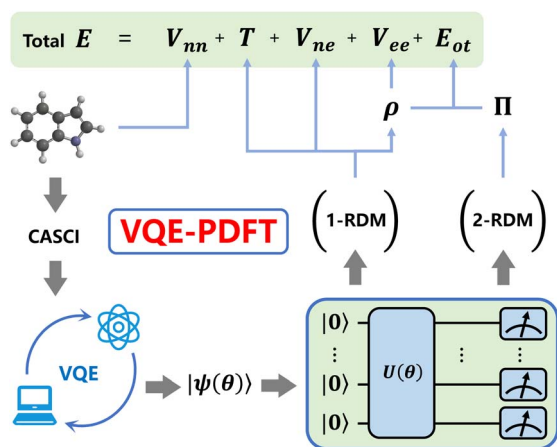 Total E = V_nn + T + V_ne + V_ee + E_ot
ρ Π
(1-RDM) (2-RDM)
CASCI
VQE-PDFT
VQE
|ψ(θ)⟩
|0⟩
⋮ ⋮ ⋮
|0⟩ U(θ)
|0⟩